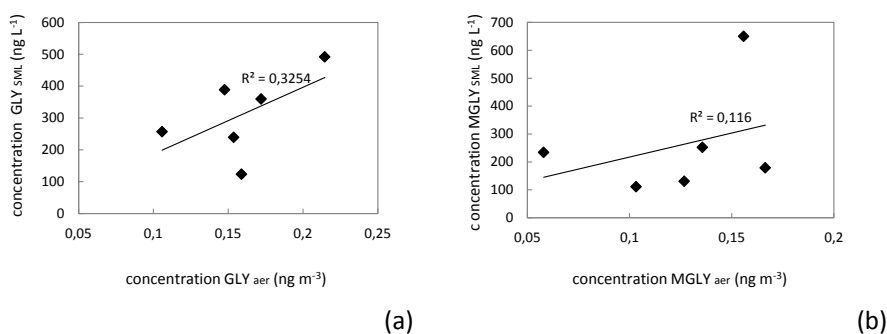 600
500
400
300
200
100
0
concentration GLY SML (ng L-1)
R² = 0,3254
0,05 0,1 0,15 0,2 0,25
concentration GLY aer (ng m-3)
(a)
700
600
500
400
300
200
100
0
c oncentration MGLY SML (ng L-1)
R² = 0,116
0,05 0,1 0,15 0,2
concentration MGLY aer (ng m-3)
(b)